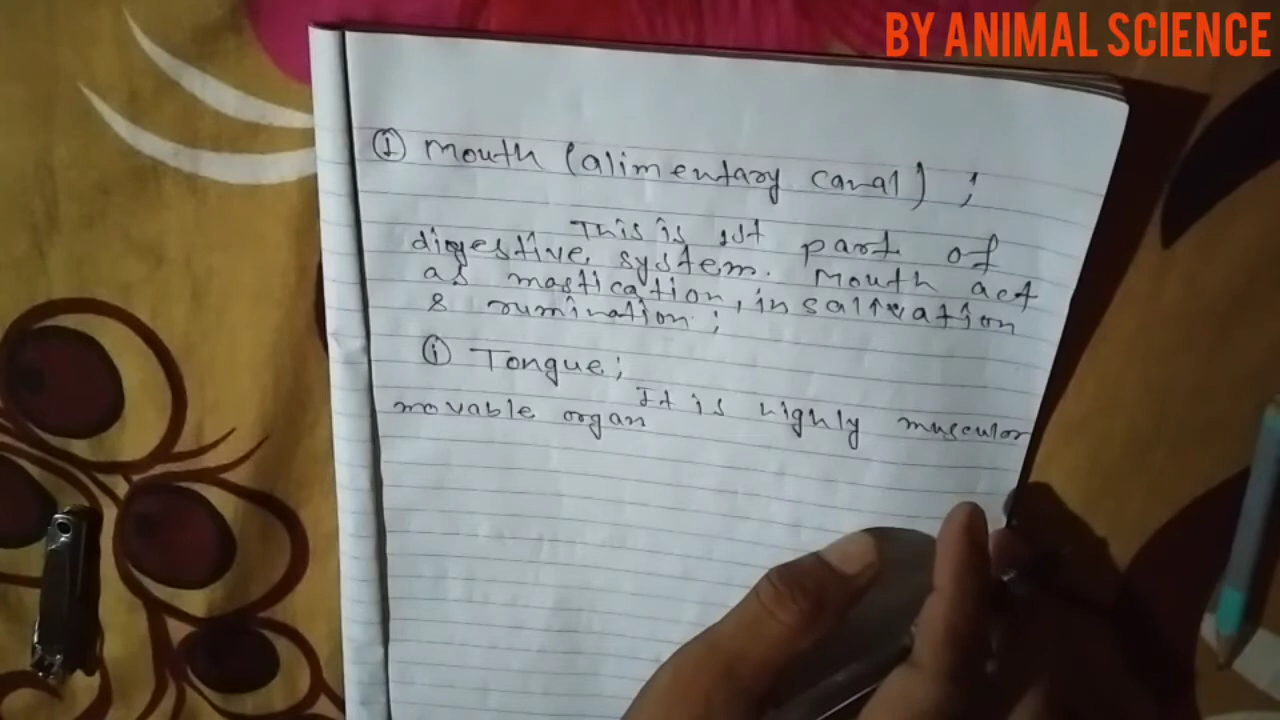 BY ANIMAL SCIENCE
① Mouth (alimentary canal) ;
This is 1st part of
digestive system. Mouth act
as mastication, insalivation
& rumination ;
ⓘ Tongue ;
It is highly muscular
movable organ